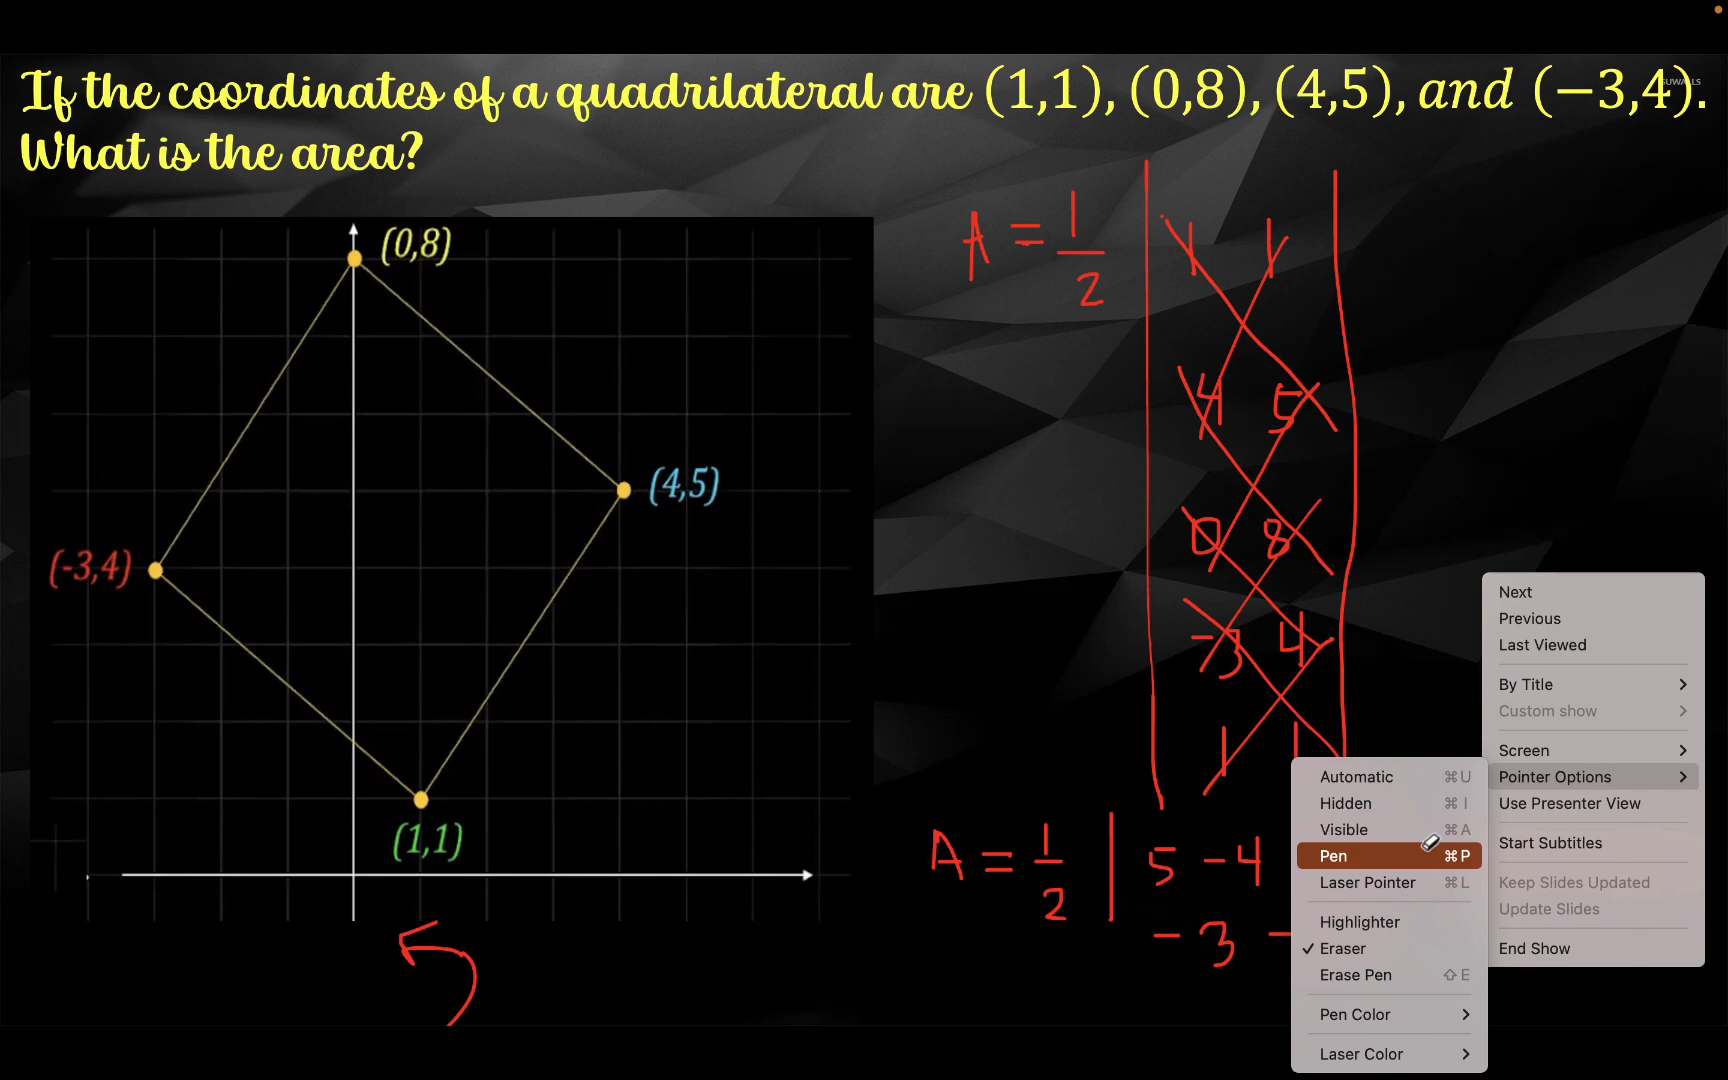 SUWALLS
If the coordinates of a quadrilateral are (1,1), (0,8), (4,5), and (−3,4).
What is the area?
(0,8)
(4,5)
(-3,4)
(1,1)
A = 1/2
1 1
4 5
0 8
-3 4
1 1
A = 1/2 | 5 - 4
- 3 -
Next
Previous
Last Viewed
By Title
Custom show
Screen
Pointer Options
Use Presenter View
Start Subtitles
Keep Slides Updated
Update Slides
End Show
Automatic ⌘U
Hidden ⌘I
Visible ⌘A
Pen ⌘P
Laser Pointer ⌘L
Highlighter
✓ Eraser
Erase Pen ⇧E
Pen Color
Laser Color